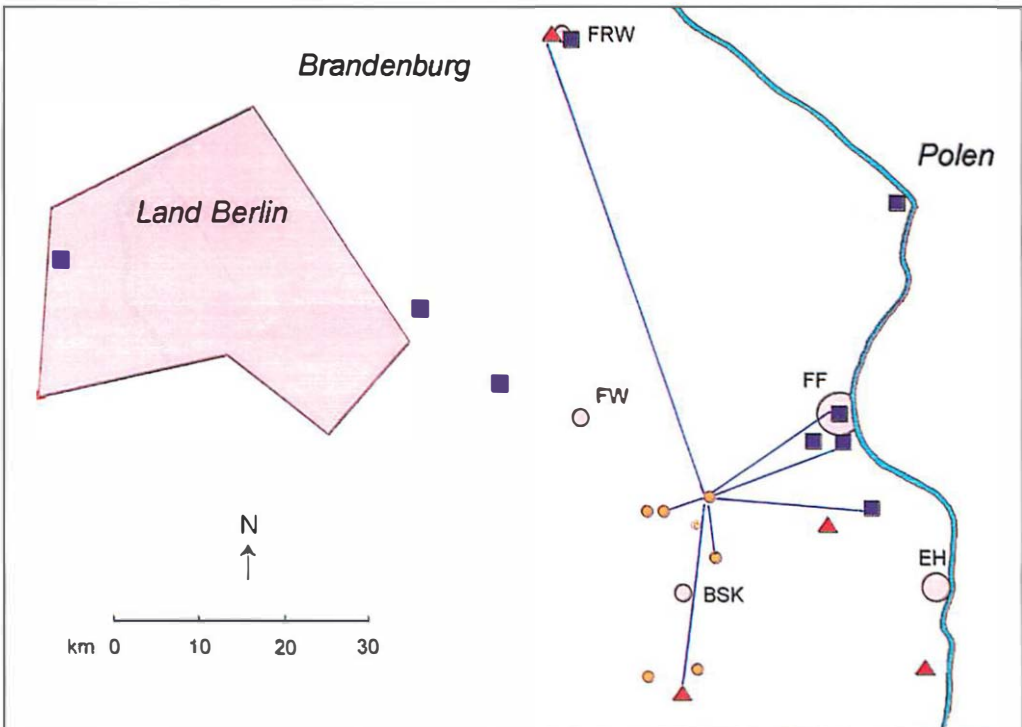 FRW
Brandenburg
Polen
Land Berlin
FF
FW
N
EH
BSK
km 0 10 20 30